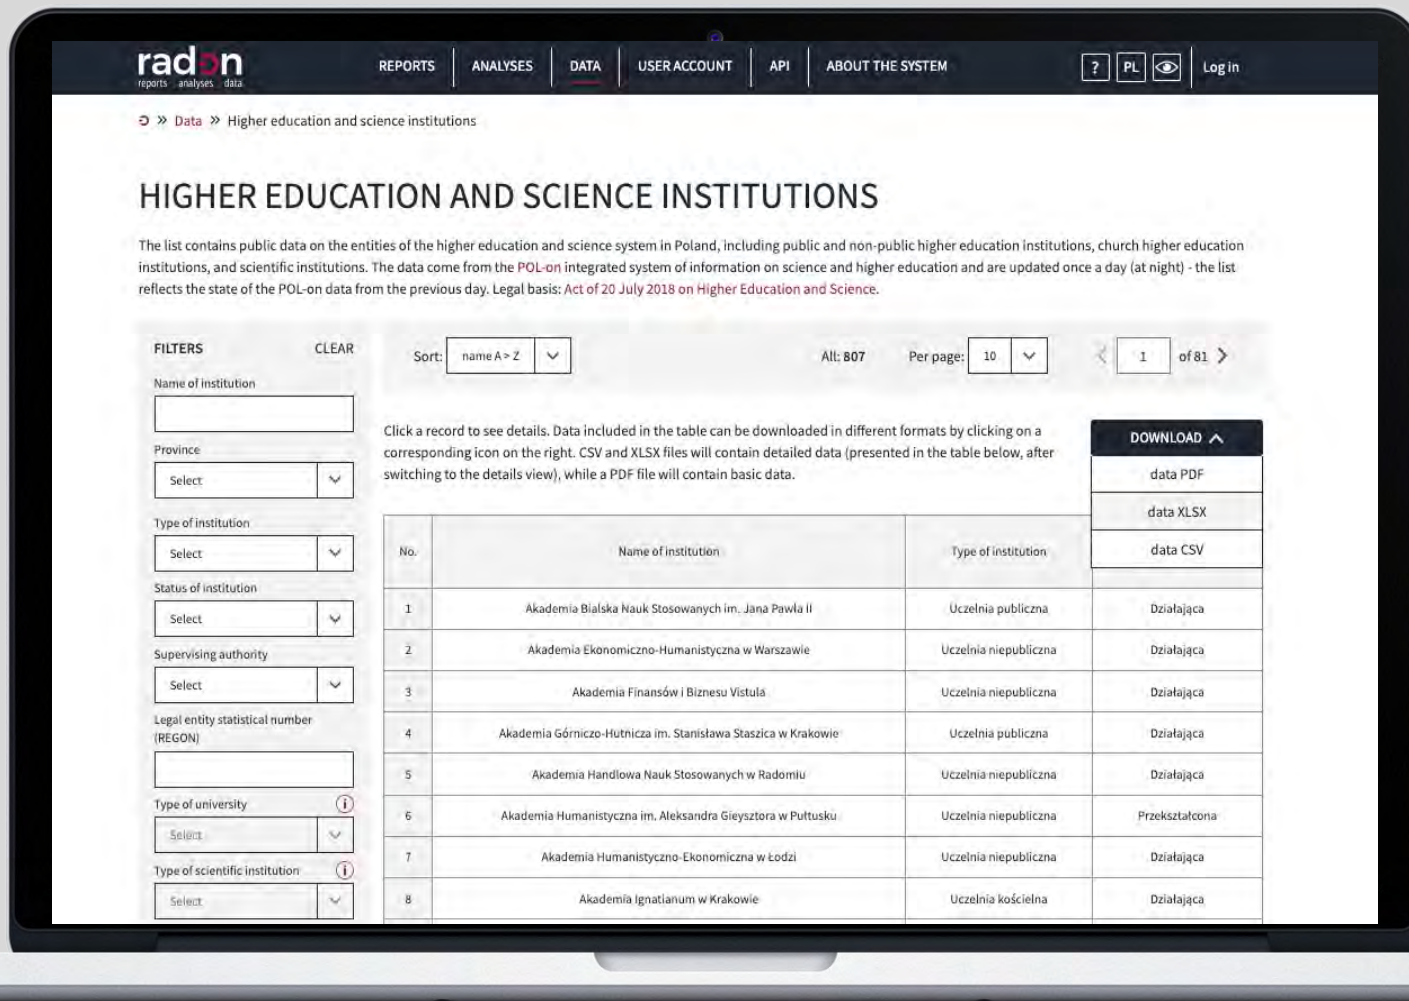 radon
reports analyses data
REPORTS
ANALYSES
DATA
USER ACCOUNT
API
ABOUT THE SYSTEM
?
PL
Log in
» Data » Higher education and science institutions
HIGHER EDUCATION AND SCIENCE INSTITUTIONS
The list contains public data on the entities of the higher education and science system in Poland, including public and non-public higher education institutions, church higher education
institutions, and scientific institutions. The data come from the POL-on integrated system of information on science and higher education and are updated once a day (at night) - the list
reflects the state of the POL-on data from the previous day. Legal basis: Act of 20 July 2018 on Higher Education and Science.
FILTERS
CLEAR
Name of institution
Province
Select
Type of institution
Select
Status of institution
Select
Supervising authority
Select
Legal entity statistical number
(REGON)
Type of university
i
Select
Type of scientific institution
i
Select
Sort: name A > Z
All: 807
Per page: 10
1 of 81
Click a record to see details. Data included in the table can be downloaded in different formats by clicking on a
corresponding icon on the right. CSV and XLSX files will contain detailed data (presented in the table below, after
switching to the details view), while a PDF file will contain basic data.
DOWNLOAD
data PDF
data XLSX
data CSV
No. Name of institution Type of institution
1 Akademia Bialska Nauk Stosowanych im. Jana Pawła II Uczelnia publiczna Działająca
2 Akademia Ekonomiczno-Humanistyczna w Warszawie Uczelnia niepubliczna Działająca
3 Akademia Finansów i Biznesu Vistula Uczelnia niepubliczna Działająca
4 Akademia Górniczo-Hutnicza im. Stanisława Staszica w Krakowie Uczelnia publiczna Działająca
5 Akademia Handlowa Nauk Stosowanych w Radomiu Uczelnia niepubliczna Działająca
6 Akademia Humanistyczna im. Aleksandra Gieysztora w Pułtusku Uczelnia niepubliczna Przekształcona
7 Akademia Humanistyczno-Ekonomiczna w Łodzi Uczelnia niepubliczna Działająca
8 Akademia Ignatianum w Krakowie Uczelnia kościelna Działająca